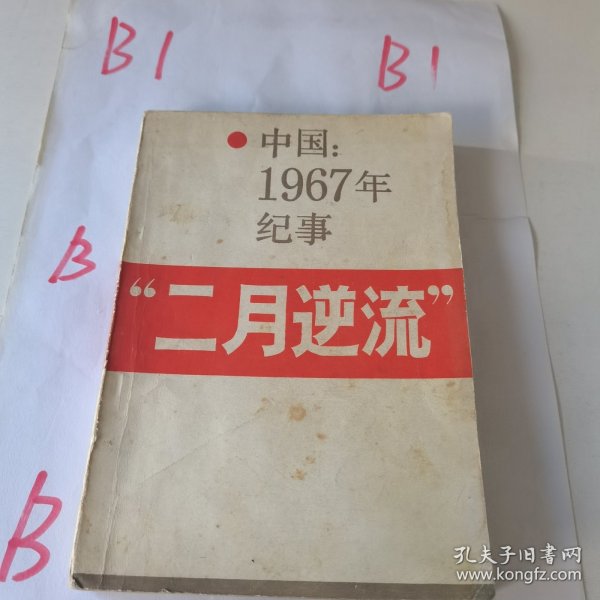 B1
B1
中国：
1967年
纪事
B
“二月逆流”
B
孔夫子旧书网
www.kongfz.com